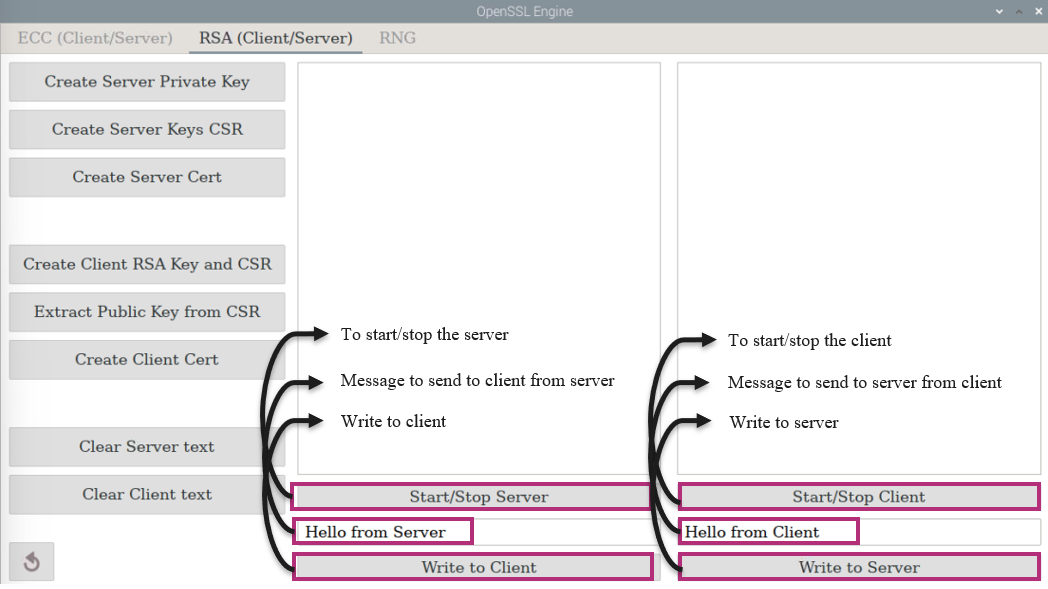 OpenSSL Engine
ECC (Client/Server) RSA (Client/Server) RNG
Create Server Private Key
Create Server Keys CSR
Create Server Cert
Create Client RSA Key and CSR
Extract Public Key from CSR
Create Client Cert
Clear Server text
Clear Client text
To start/stop the server
Message to send to client from server
Write to client
Start/Stop Server
Hello from Server
Write to Client
To start/stop the client
Message to send to server from client
Write to server
Start/Stop Client
Hello from Client
Write to Server